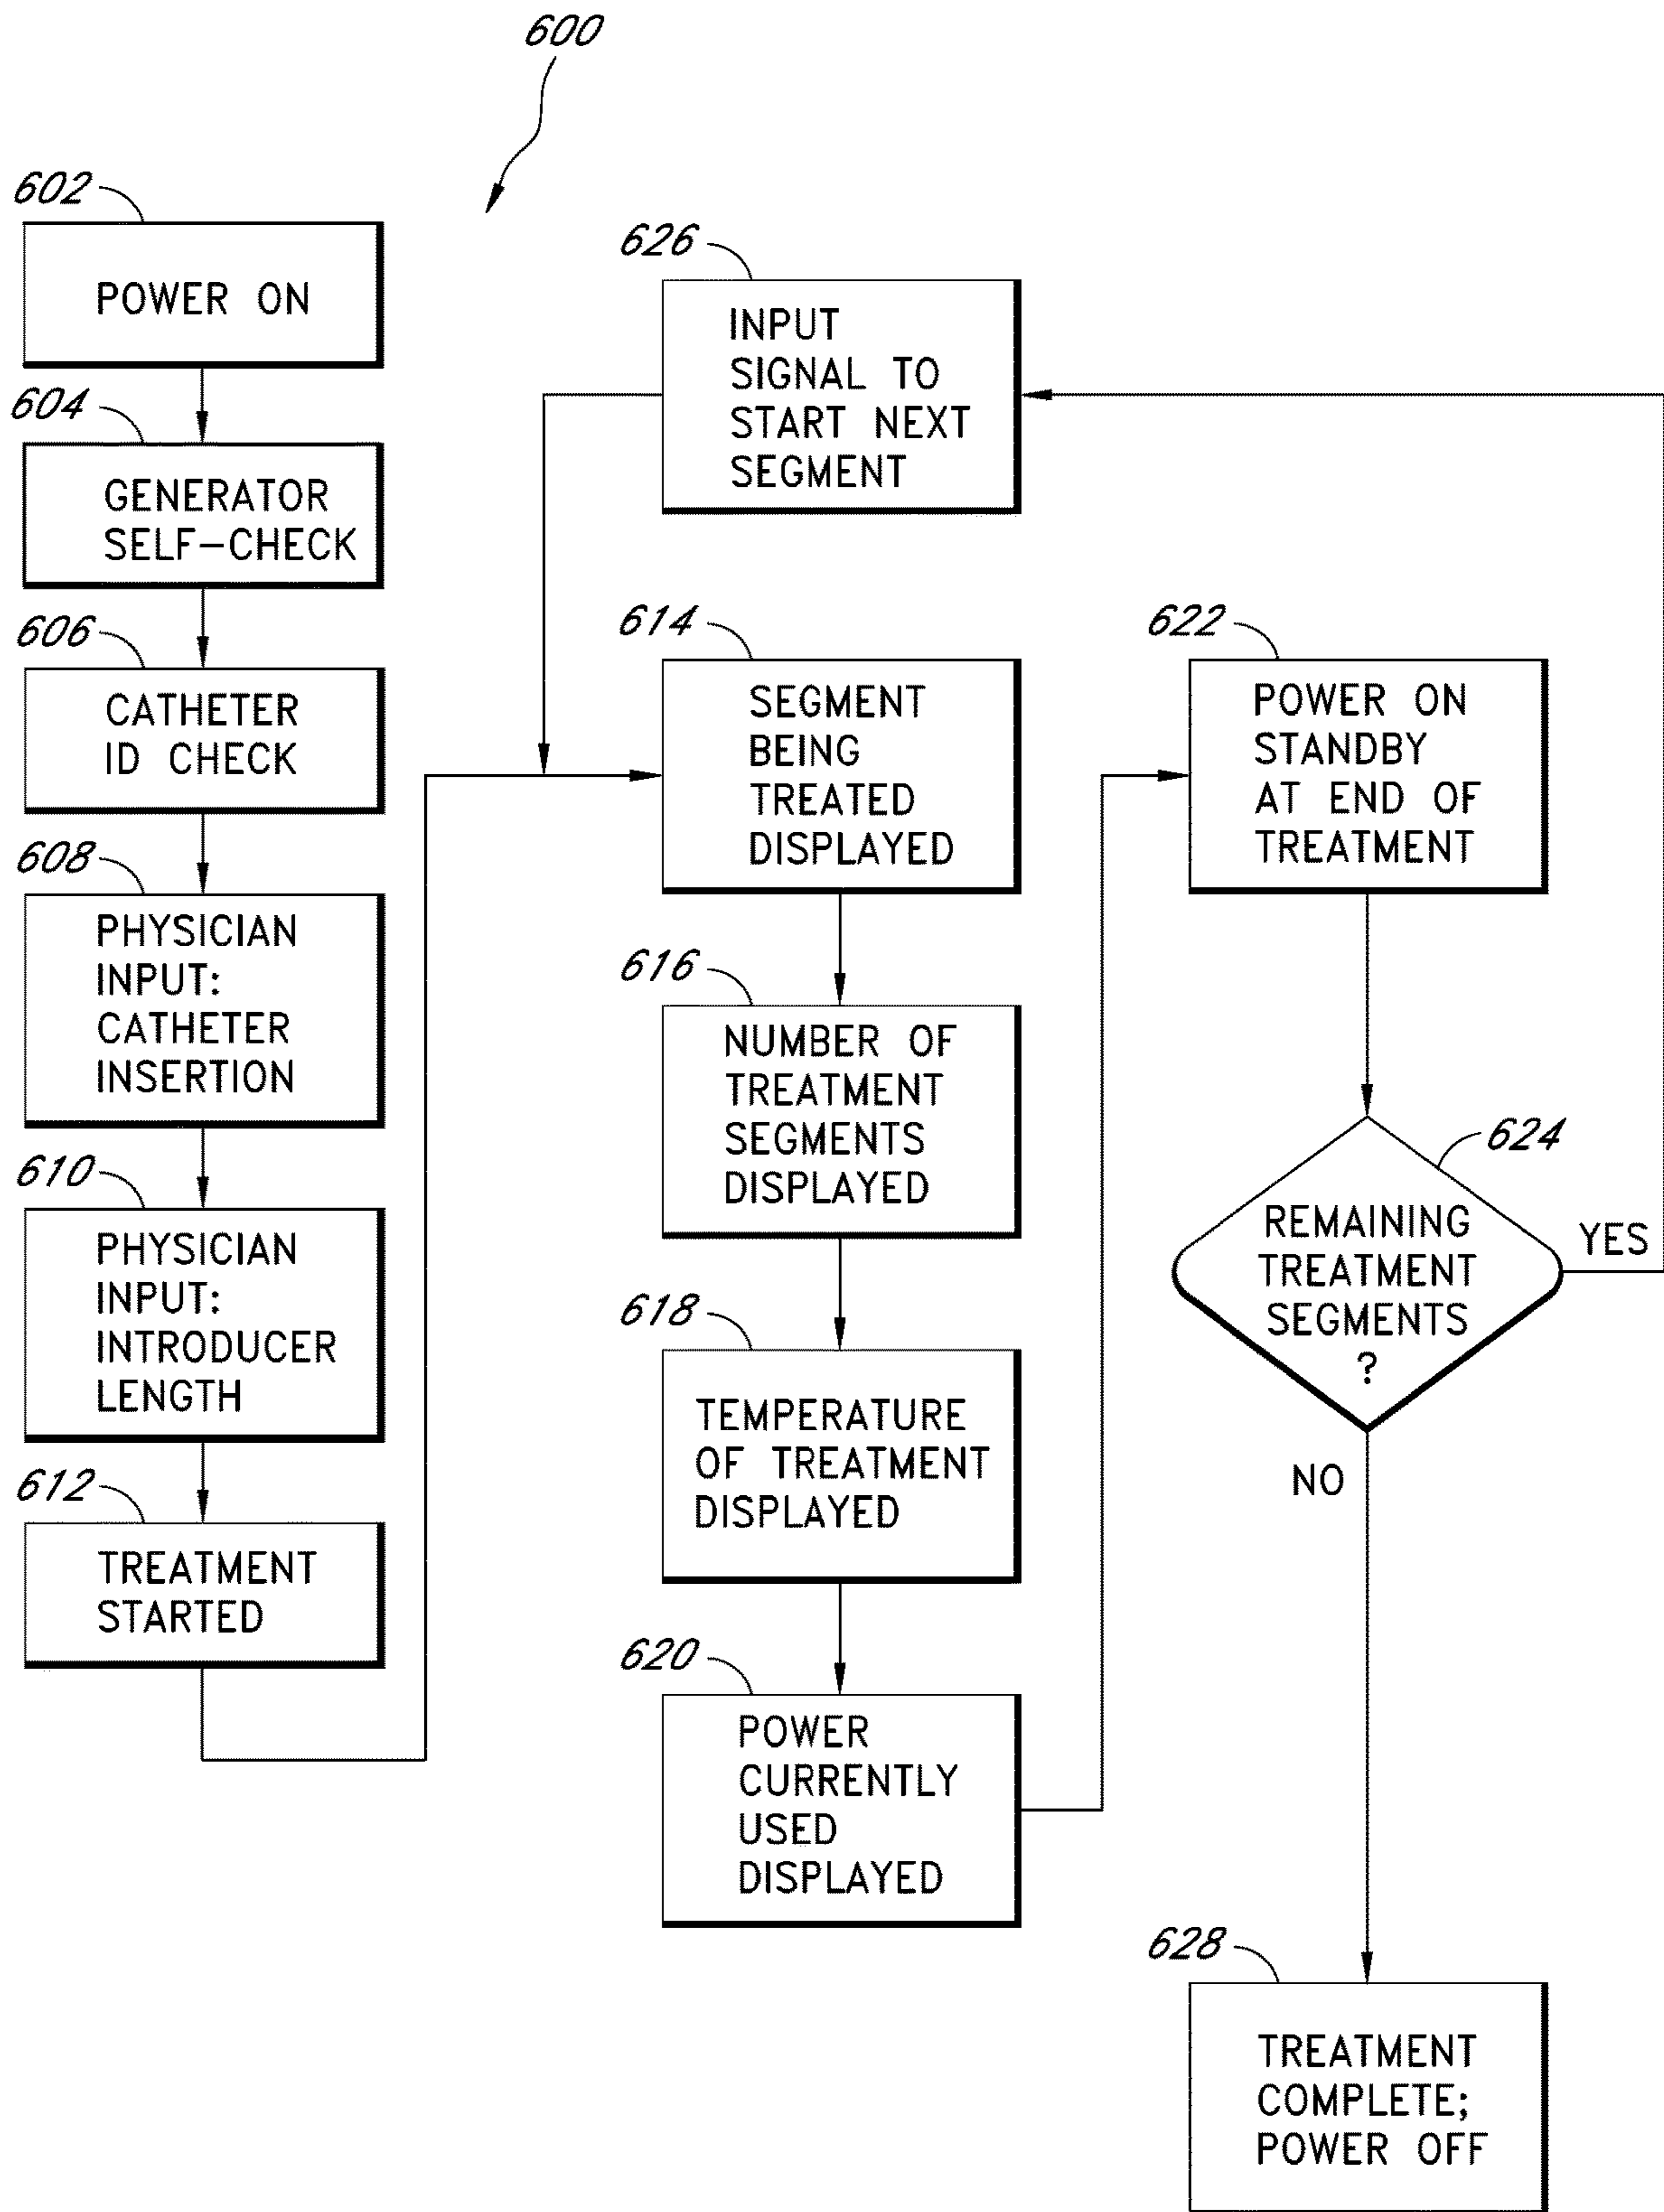 600
602
POWER ON
604
GENERATOR
SELF-CHECK
606
CATHETER
ID CHECK
608
PHYSICIAN
INPUT:
CATHETER
INSERTION
610
PHYSICIAN
INPUT:
INTRODUCER
LENGTH
612
TREATMENT
STARTED
626
INPUT
SIGNAL TO
START NEXT
SEGMENT
614
SEGMENT
BEING
TREATED
DISPLAYED
616
NUMBER OF
TREATMENT
SEGMENTS
DISPLAYED
618
TEMPERATURE
OF TREATMENT
DISPLAYED
620
POWER
CURRENTLY
USED
DISPLAYED
622
POWER ON
STANDBY
AT END OF
TREATMENT
624
REMAINING
TREATMENT
SEGMENTS
?
YES
NO
628
TREATMENT
COMPLETE;
POWER OFF